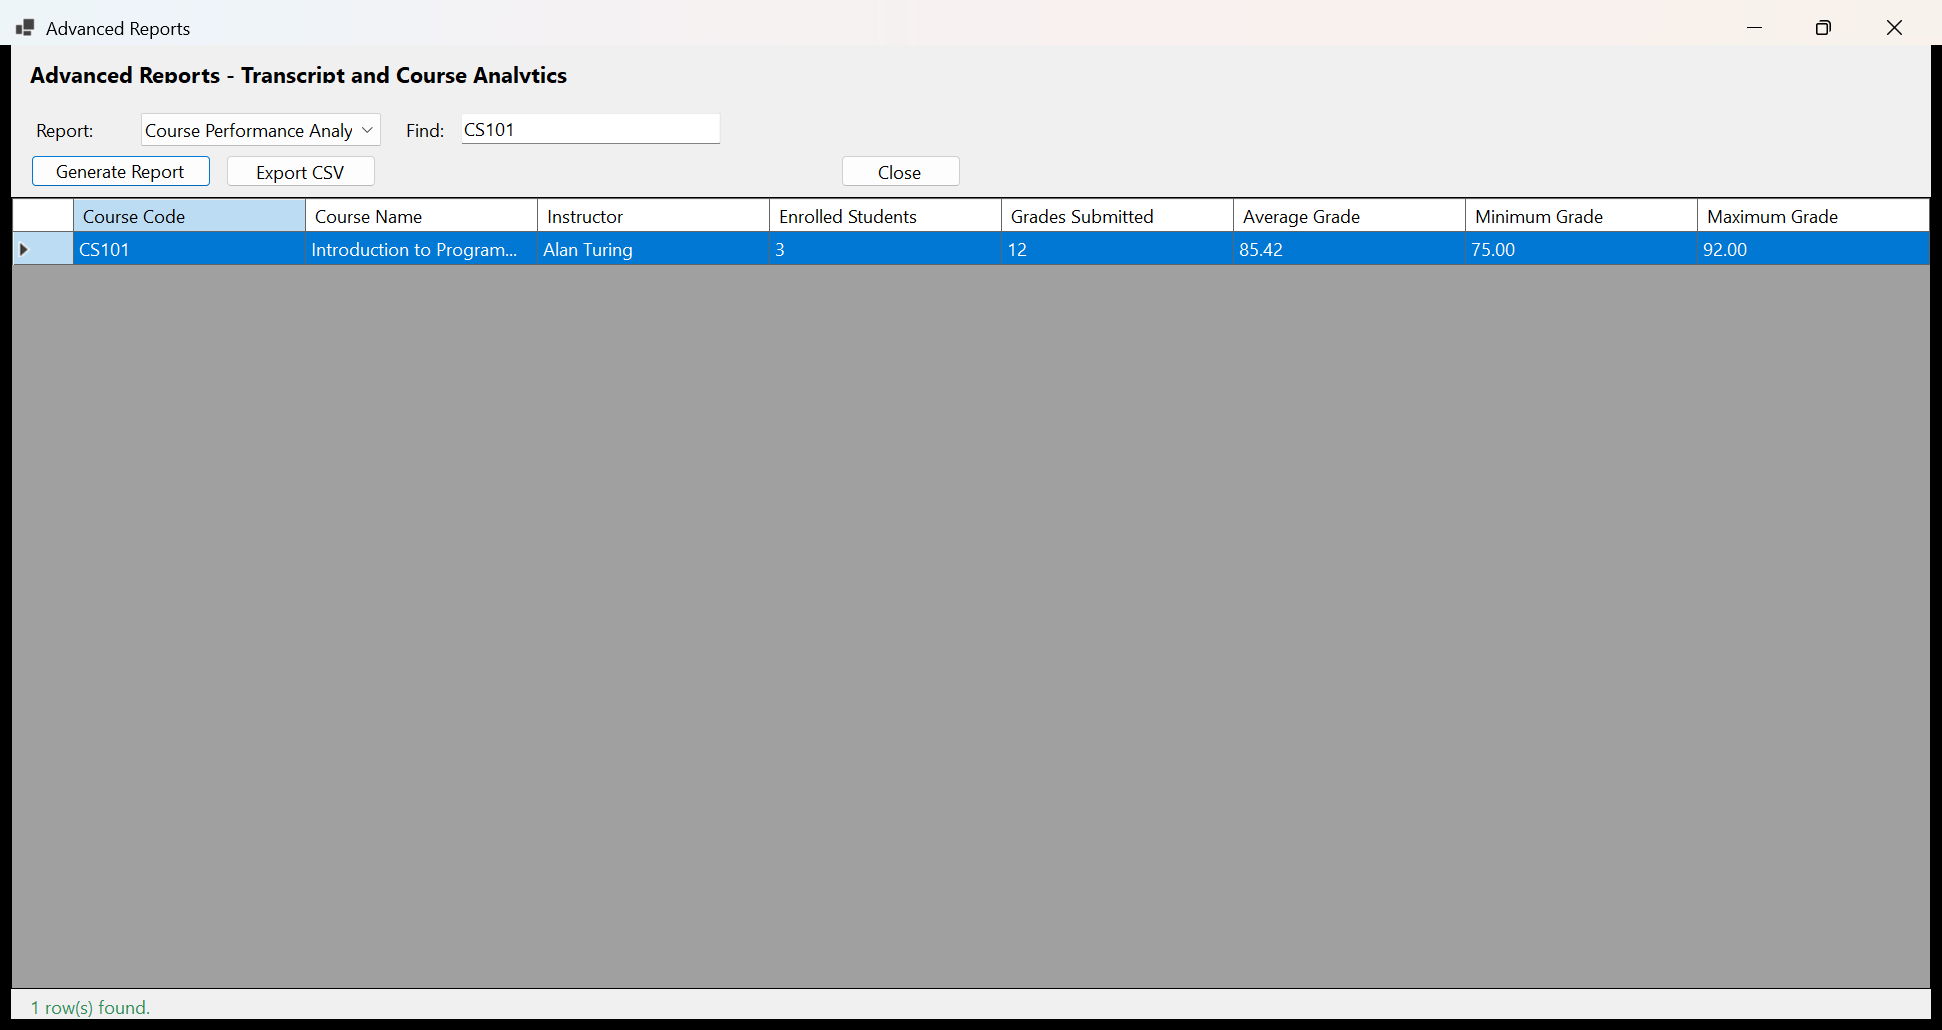 Advanced Reports
Advanced Reports - Transcript and Course Analytics
Report: Course Performance Analy Find: CS101
Generate Report Export CSV Close
Course Code Course Name Instructor Enrolled Students Grades Submitted Average Grade Minimum Grade Maximum Grade
CS101 Introduction to Program... Alan Turing 3 12 85.42 75.00 92.00
1 row(s) found.